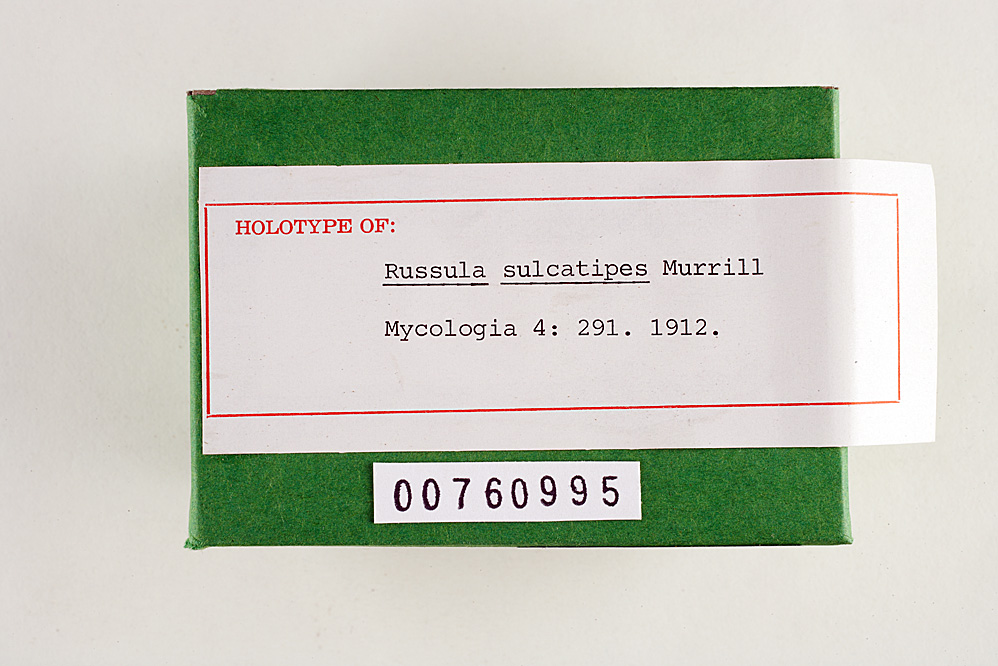 HOLOTYPE OF:
Russula sulcatipes Murrill
Mycologia 4: 291. 1912.
00760995